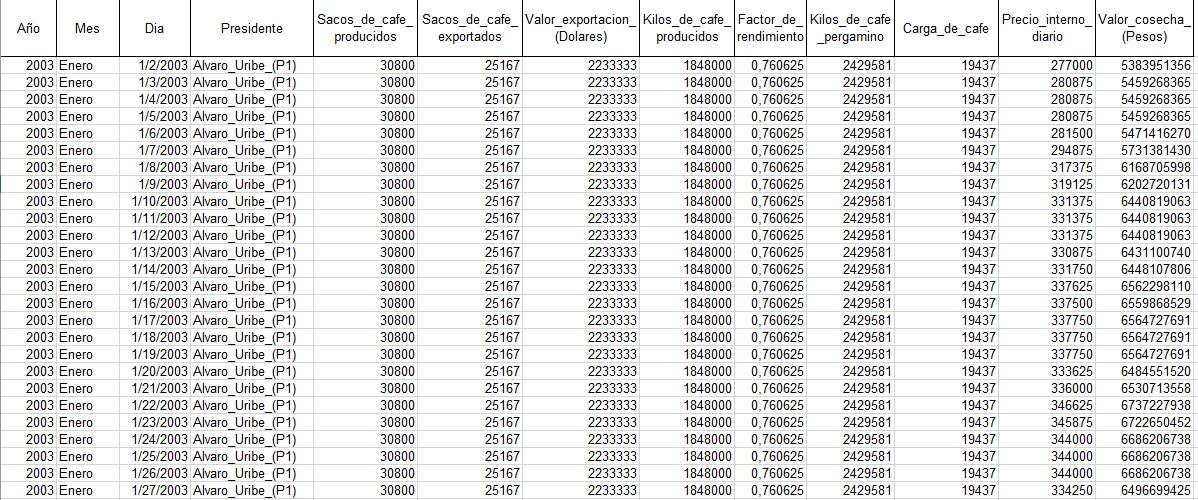 Año Mes Dia Presidente Sacos_de_cafe_producidos Sacos_de_cafe_exportados Valor_exportacion_(Dolares) Kilos_de_cafe_producidos Factor_de_rendimiento Kilos_de_cafe_pergamino Carga_de_cafe Precio_interno_diario Valor_cosecha_(Pesos)
2003 Enero 1/2/2003 Alvaro_Uribe_(P1) 30800 25167 2233333 1848000 0,760625 2429581 19437 277000 5383951356
2003 Enero 1/3/2003 Alvaro_Uribe_(P1) 30800 25167 2233333 1848000 0,760625 2429581 19437 280875 5459268365
2003 Enero 1/4/2003 Alvaro_Uribe_(P1) 30800 25167 2233333 1848000 0,760625 2429581 19437 280875 5459268365
2003 Enero 1/5/2003 Alvaro_Uribe_(P1) 30800 25167 2233333 1848000 0,760625 2429581 19437 280875 5459268365
2003 Enero 1/6/2003 Alvaro_Uribe_(P1) 30800 25167 2233333 1848000 0,760625 2429581 19437 281500 5471416270
2003 Enero 1/7/2003 Alvaro_Uribe_(P1) 30800 25167 2233333 1848000 0,760625 2429581 19437 294875 5731381430
2003 Enero 1/8/2003 Alvaro_Uribe_(P1) 30800 25167 2233333 1848000 0,760625 2429581 19437 317375 6168705998
2003 Enero 1/9/2003 Alvaro_Uribe_(P1) 30800 25167 2233333 1848000 0,760625 2429581 19437 319125 6202720131
2003 Enero 1/10/2003 Alvaro_Uribe_(P1) 30800 25167 2233333 1848000 0,760625 2429581 19437 331375 6440819063
2003 Enero 1/11/2003 Alvaro_Uribe_(P1) 30800 25167 2233333 1848000 0,760625 2429581 19437 331375 6440819063
2003 Enero 1/12/2003 Alvaro_Uribe_(P1) 30800 25167 2233333 1848000 0,760625 2429581 19437 331375 6440819063
2003 Enero 1/13/2003 Alvaro_Uribe_(P1) 30800 25167 2233333 1848000 0,760625 2429581 19437 330875 6431100740
2003 Enero 1/14/2003 Alvaro_Uribe_(P1) 30800 25167 2233333 1848000 0,760625 2429581 19437 331750 6448107806
2003 Enero 1/15/2003 Alvaro_Uribe_(P1) 30800 25167 2233333 1848000 0,760625 2429581 19437 337625 6562298110
2003 Enero 1/16/2003 Alvaro_Uribe_(P1) 30800 25167 2233333 1848000 0,760625 2429581 19437 337500 6559868529
2003 Enero 1/17/2003 Alvaro_Uribe_(P1) 30800 25167 2233333 1848000 0,760625 2429581 19437 337750 6564727691
2003 Enero 1/18/2003 Alvaro_Uribe_(P1) 30800 25167 2233333 1848000 0,760625 2429581 19437 337750 6564727691
2003 Enero 1/19/2003 Alvaro_Uribe_(P1) 30800 25167 2233333 1848000 0,760625 2429581 19437 337750 6564727691
2003 Enero 1/20/2003 Alvaro_Uribe_(P1) 30800 25167 2233333 1848000 0,760625 2429581 19437 333625 6484551520
2003 Enero 1/21/2003 Alvaro_Uribe_(P1) 30800 25167 2233333 1848000 0,760625 2429581 19437 336000 6530713558
2003 Enero 1/22/2003 Alvaro_Uribe_(P1) 30800 25167 2233333 1848000 0,760625 2429581 19437 346625 6737227938
2003 Enero 1/23/2003 Alvaro_Uribe_(P1) 30800 25167 2233333 1848000 0,760625 2429581 19437 345875 6722650452
2003 Enero 1/24/2003 Alvaro_Uribe_(P1) 30800 25167 2233333 1848000 0,760625 2429581 19437 344000 6686206738
2003 Enero 1/25/2003 Alvaro_Uribe_(P1) 30800 25167 2233333 1848000 0,760625 2429581 19437 344000 6686206738
2003 Enero 1/26/2003 Alvaro_Uribe_(P1) 30800 25167 2233333 1848000 0,760625 2429581 19437 344000 6686206738
2003 Enero 1/27/2003 Alvaro_Uribe_(P1) 30800 25167 2233333 1848000 0,760625 2429581 19437 334250 6496699425